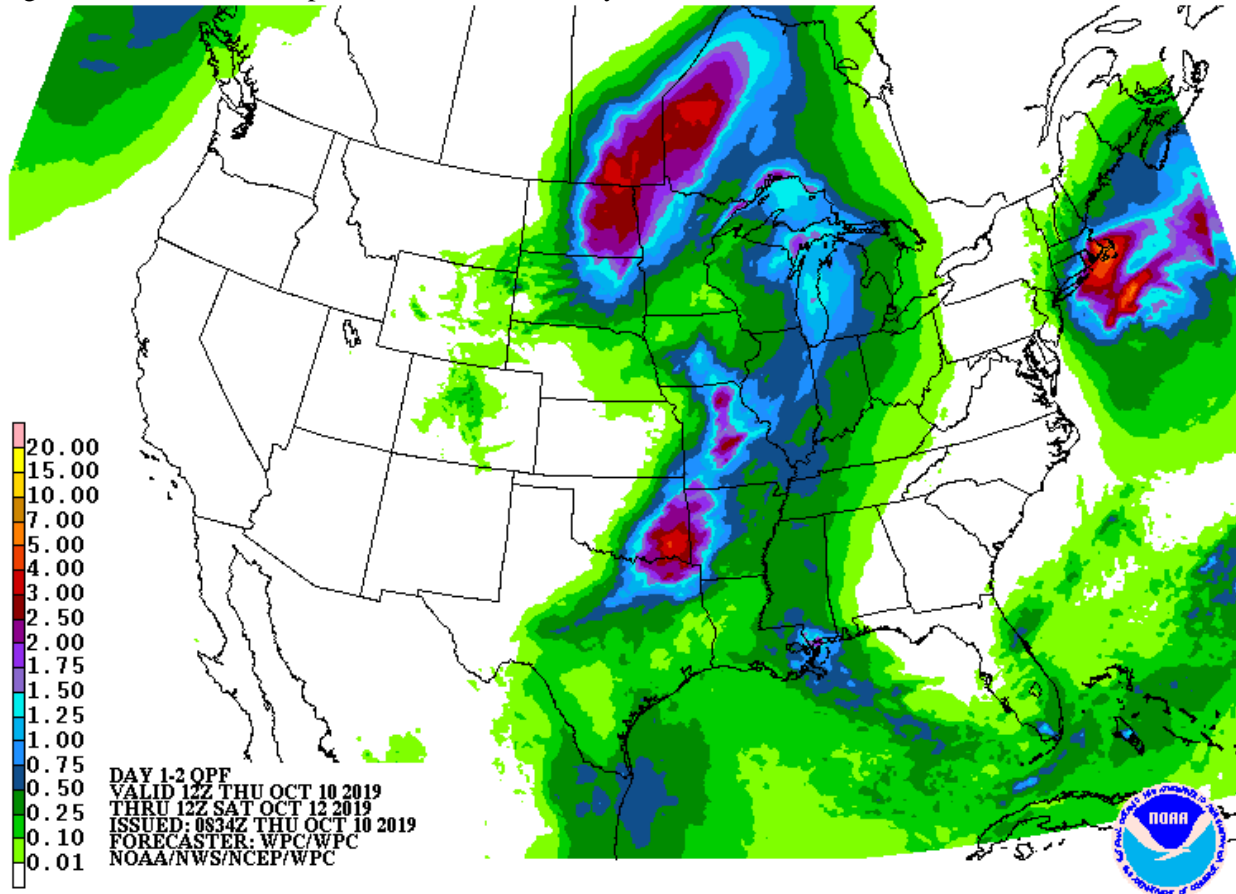 20.00
15.00
10.00
7.00
5.00
4.00
3.00
2.50
2.00
1.75
1.50
1.25
1.00
0.75
0.50
0.25
0.10
0.01
DAY 1-2 QPF
VALID 12Z THU OCT 10 2019
THRU 12Z SAT OCT 12 2019
ISSUED: 0834Z THU OCT 10 2019
FORECASTER: WPC/WPC
NOAA/NWS/NCEP/WPC
NOAA